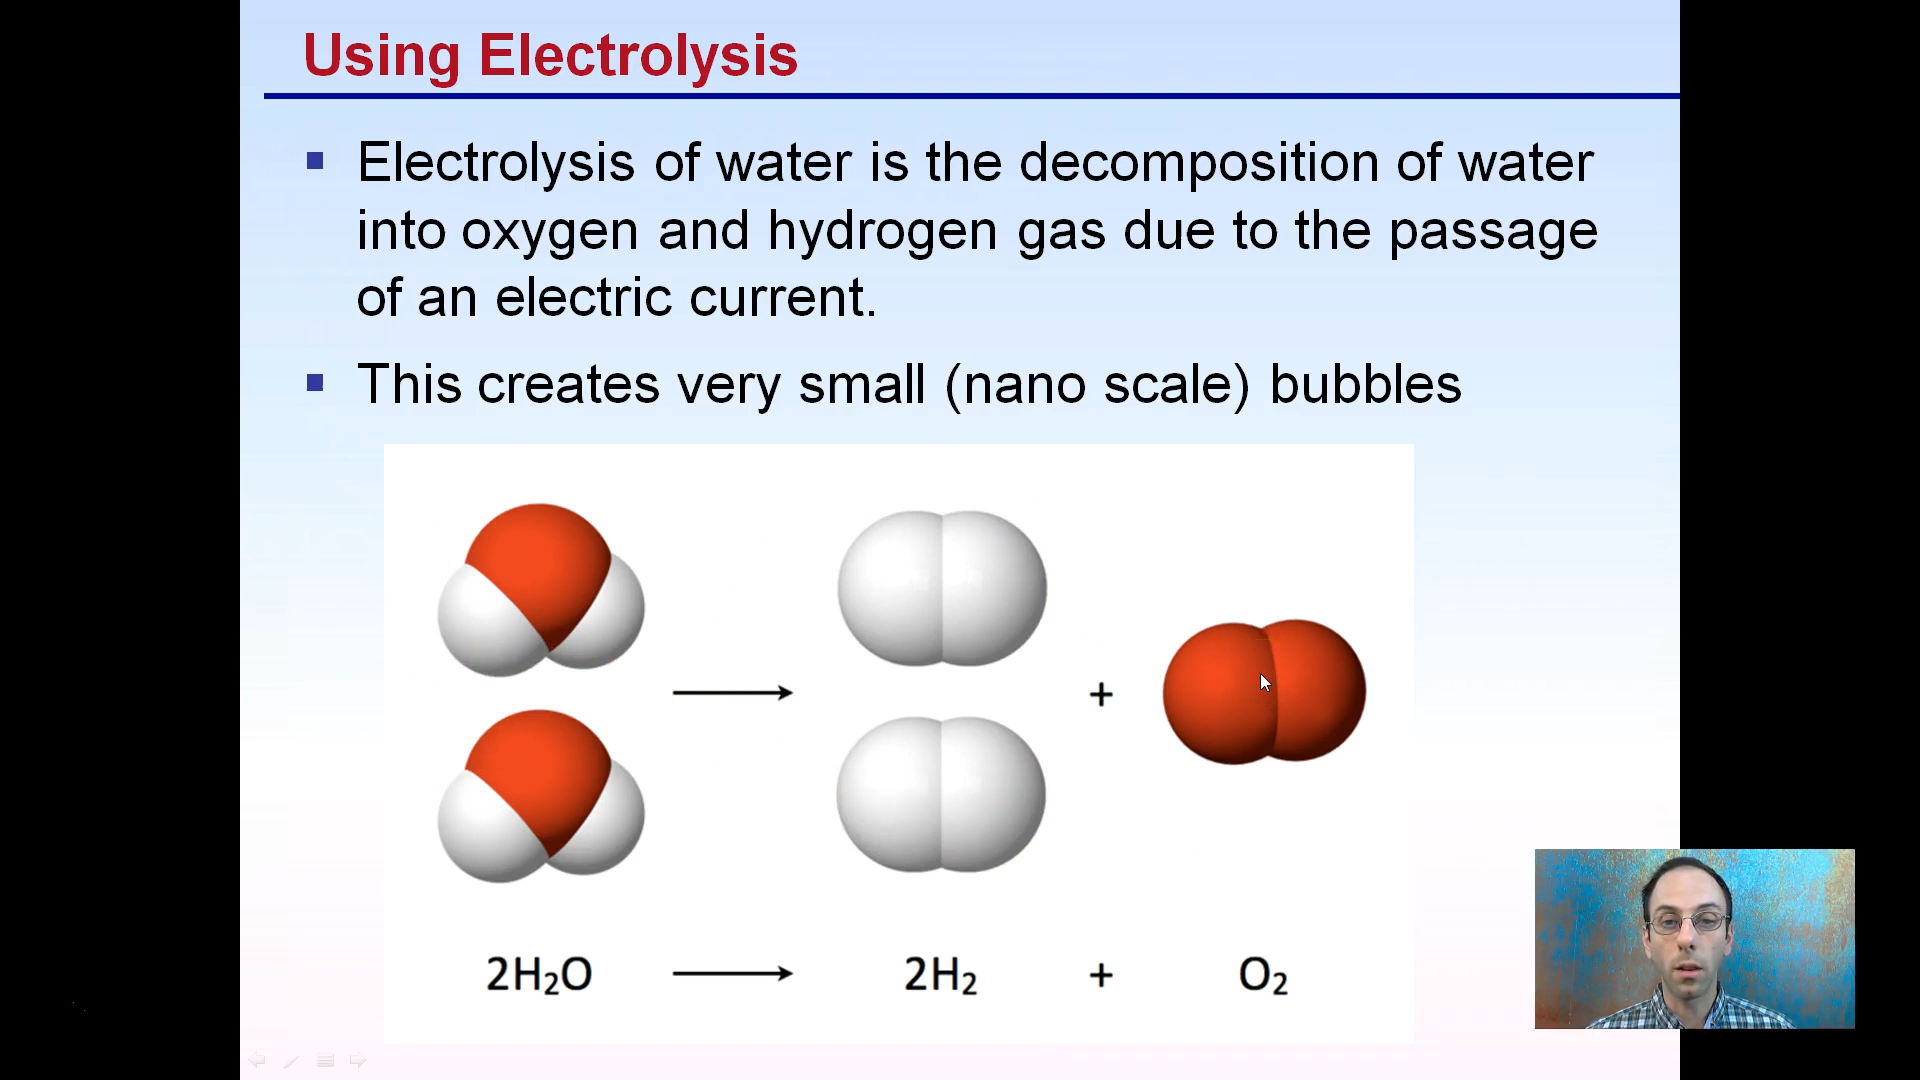 Using Electrolysis
Electrolysis of water is the decomposition of water
into oxygen and hydrogen gas due to the passage
of an electric current.
This creates very small (nano scale) bubbles
+
2H₂O ⟶ 2H₂ + O₂